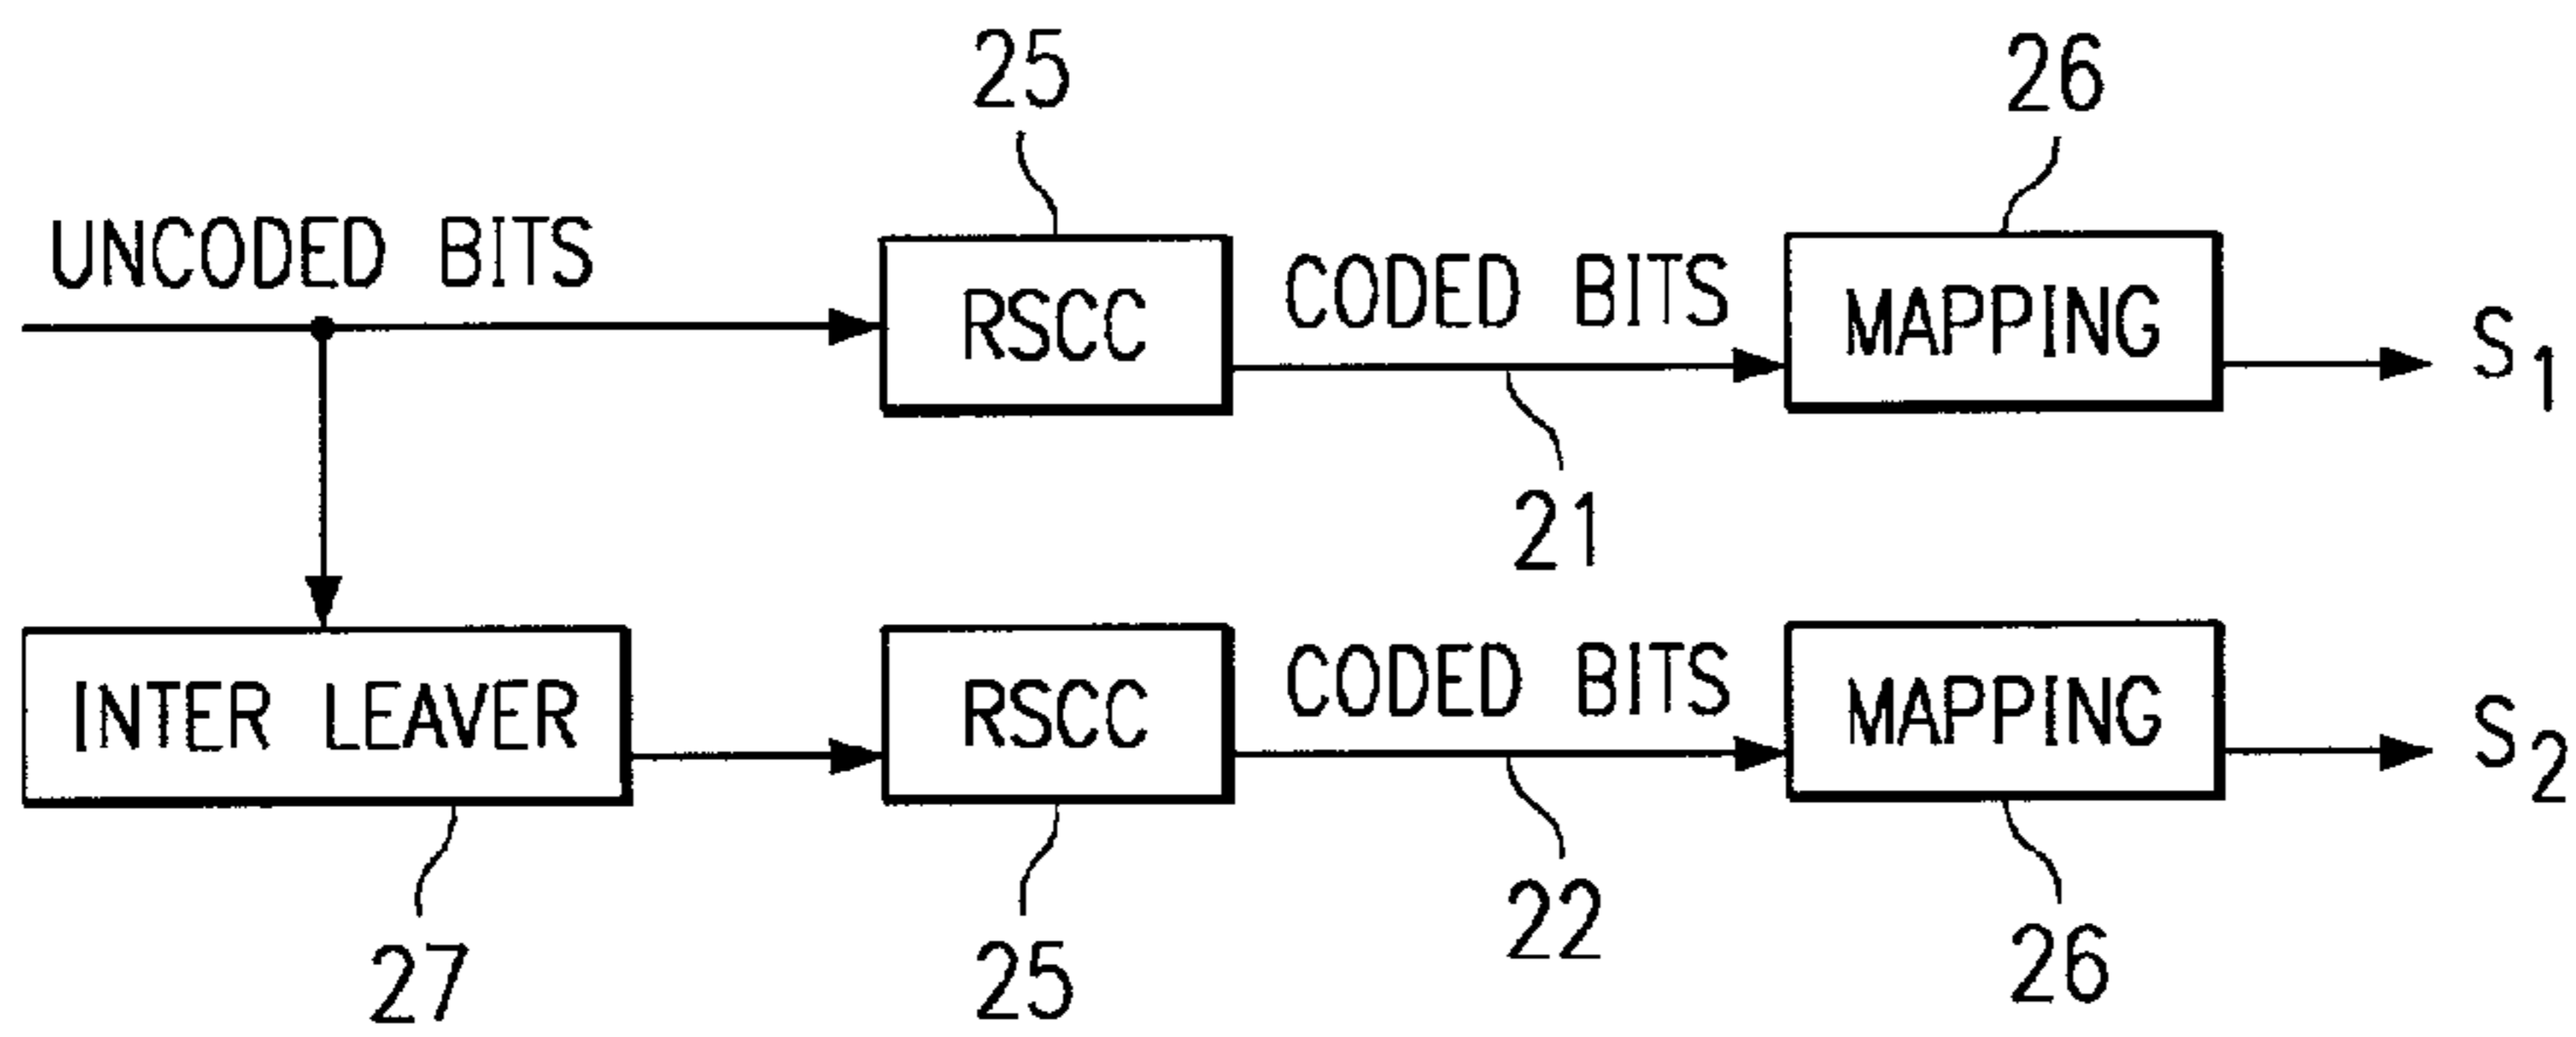 25
26
UNCODED BITS
RSCC
CODED BITS
MAPPING
S1
21
INTER LEAVER
RSCC
CODED BITS
MAPPING
S2
27
25
22
26